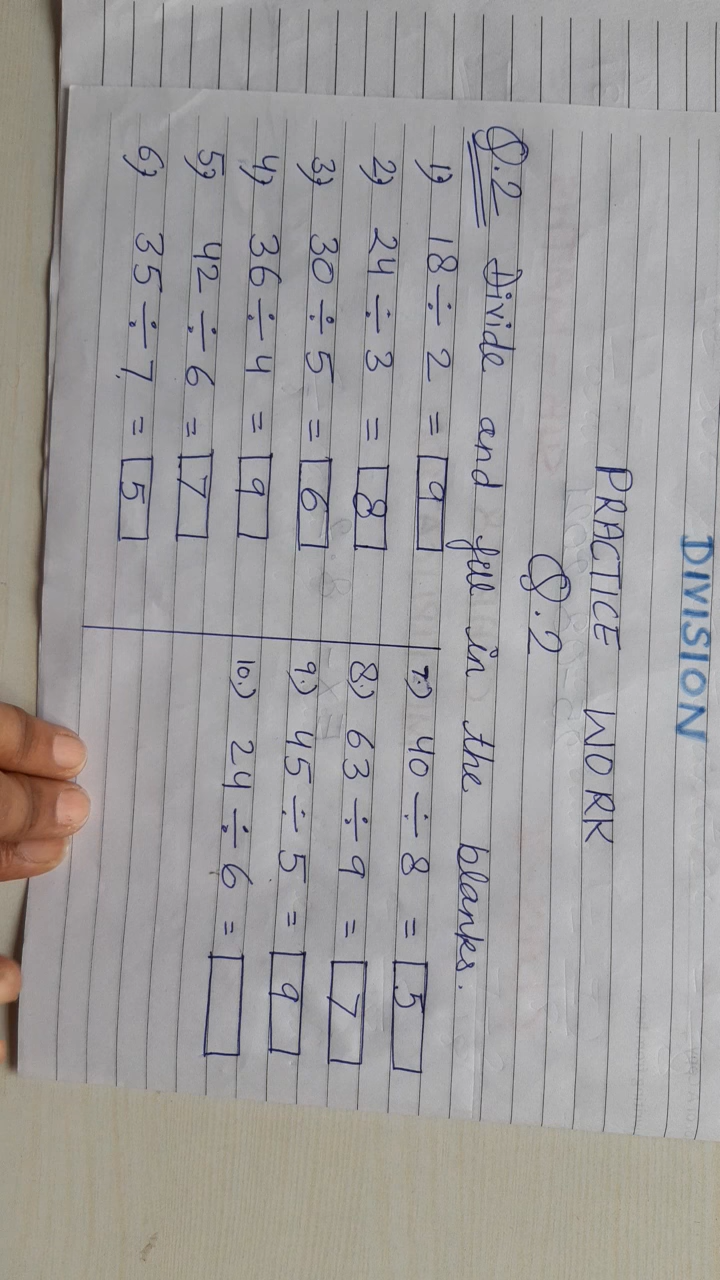 DIVISION
PRACTICE WORK
Q.2
Q.2 Divide and fill in the blanks.
1) 18 ÷ 2 = 9
2) 24 ÷ 3 = 8
3) 30 ÷ 5 = 6
4) 36 ÷ 4 = 9
5) 42 ÷ 6 = 7
6) 35 ÷ 7 = 5
7.) 40 ÷ 8 = 5
8.) 63 ÷ 9 = 7
9.) 45 ÷ 5 = 9
10.) 24 ÷ 6 =